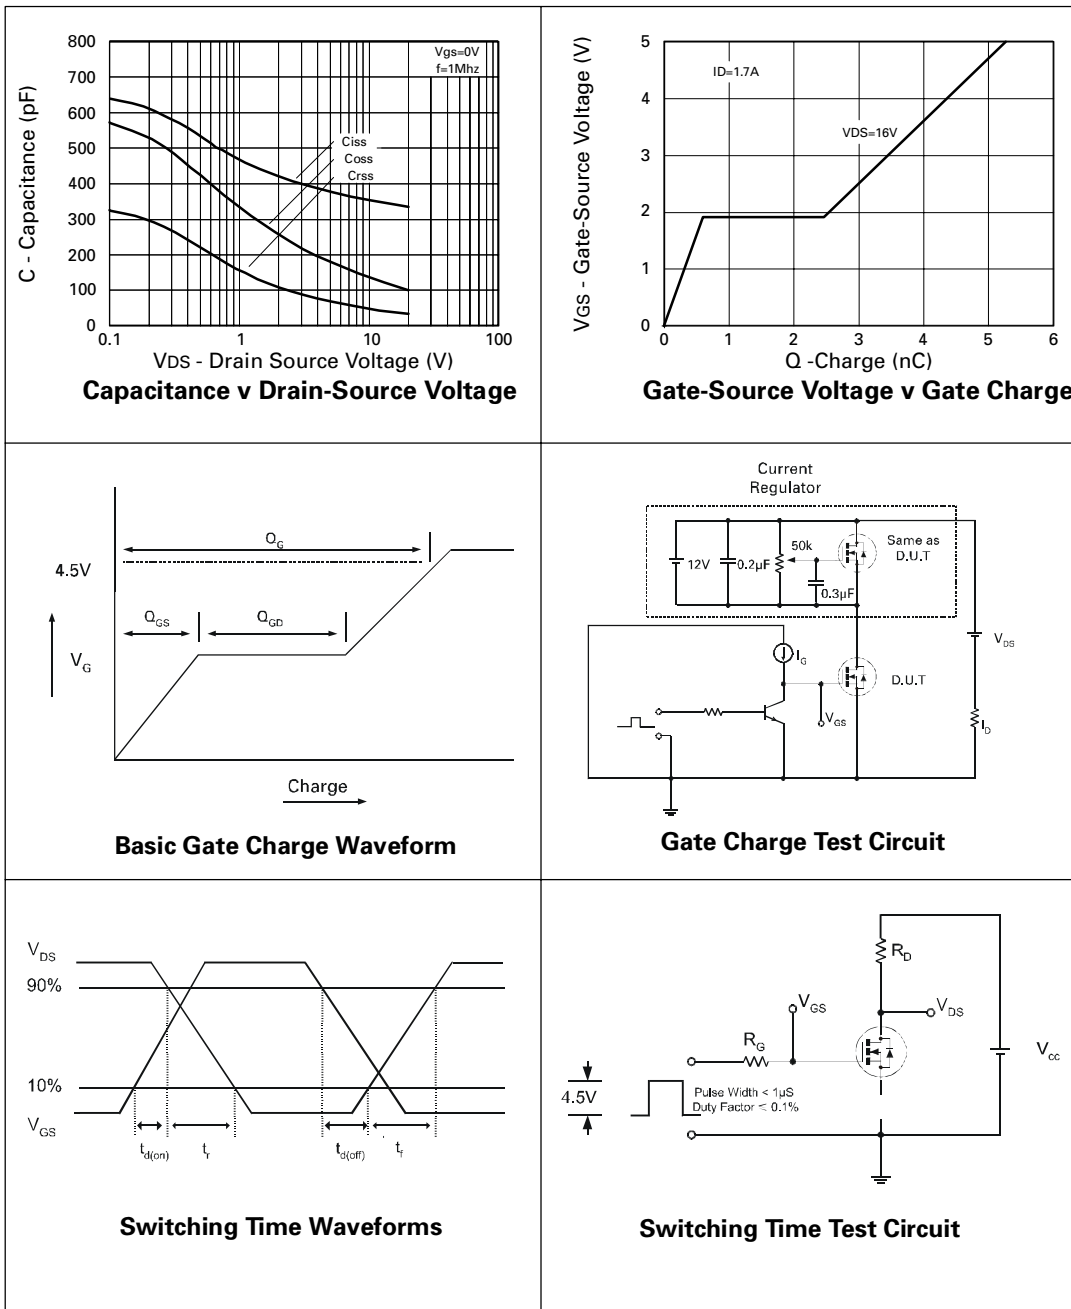 800
700
600
500
400
300
200
100
0
0.1
1
10
100
C - Capacitance (pF)
Vgs=0V
f=1Mhz
Ciss
Coss
Crss
VDS - Drain Source Voltage (V)
Capacitance v Drain-Source Voltage
5
4
3
2
1
0
0
1
2
3
4
5
6
VGS - Gate-Source Voltage (V)
ID=1.7A
VDS=16V
Q -Charge (nC)
Gate-Source Voltage v Gate Charge
QG
4.5V
QGS
QGD
VG
Charge
Basic Gate Charge Waveform
Current
Regulator
12V
0.2µF
50k
0.3µF
Same as
D.U.T
IG
VGS
D.U.T
VDS
ID
Gate Charge Test Circuit
VDS
90%
10%
VGS
td(on)
tr
td(off)
tf
Switching Time Waveforms
RD
VGS
VDS
RG
Vcc
4.5V
Pulse Width < 1µS
Duty Factor < 0.1%
Switching Time Test Circuit